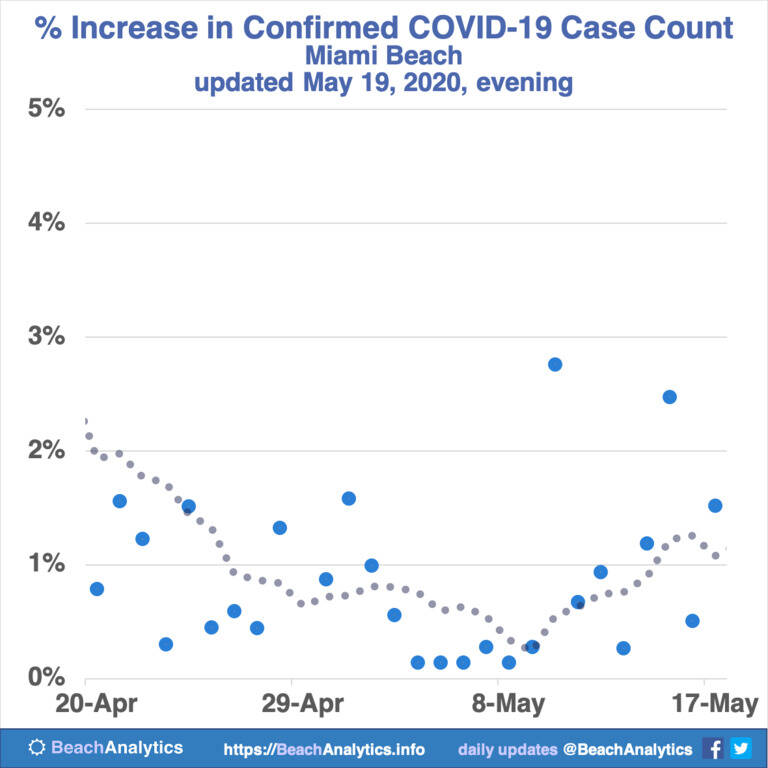 % Increase in Confirmed COVID-19 Case Count
Miami Beach
updated May 19, 2020, evening
5%
4%
3%
2%
1%
0%
20-Apr 29-Apr 8-May 17-May
BeachAnalytics https://BeachAnalytics.info daily updates @BeachAnalytics